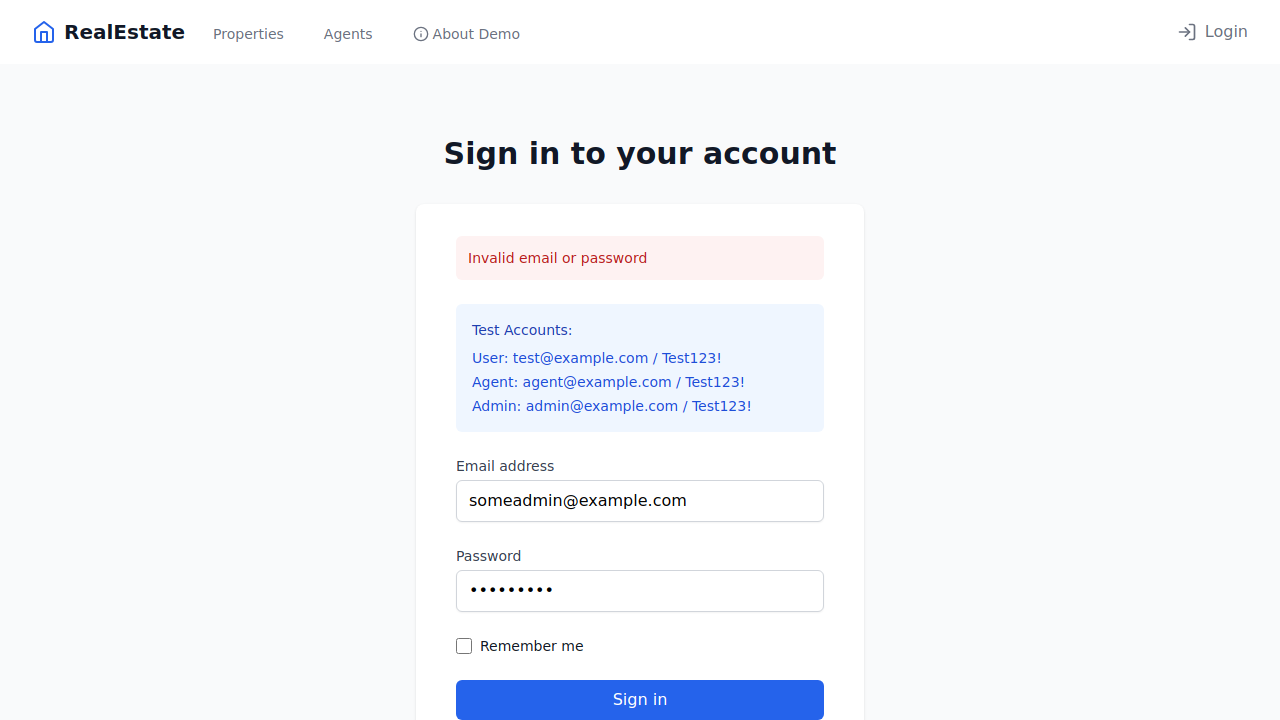 RealEstate
Properties
Agents
About Demo
Login
Sign in to your account
Invalid email or password
Test Accounts:
User: test@example.com / Test123!
Agent: agent@example.com / Test123!
Admin: admin@example.com / Test123!
Email address
someadmin@example.com
Password
•••••••••
Remember me
Sign in